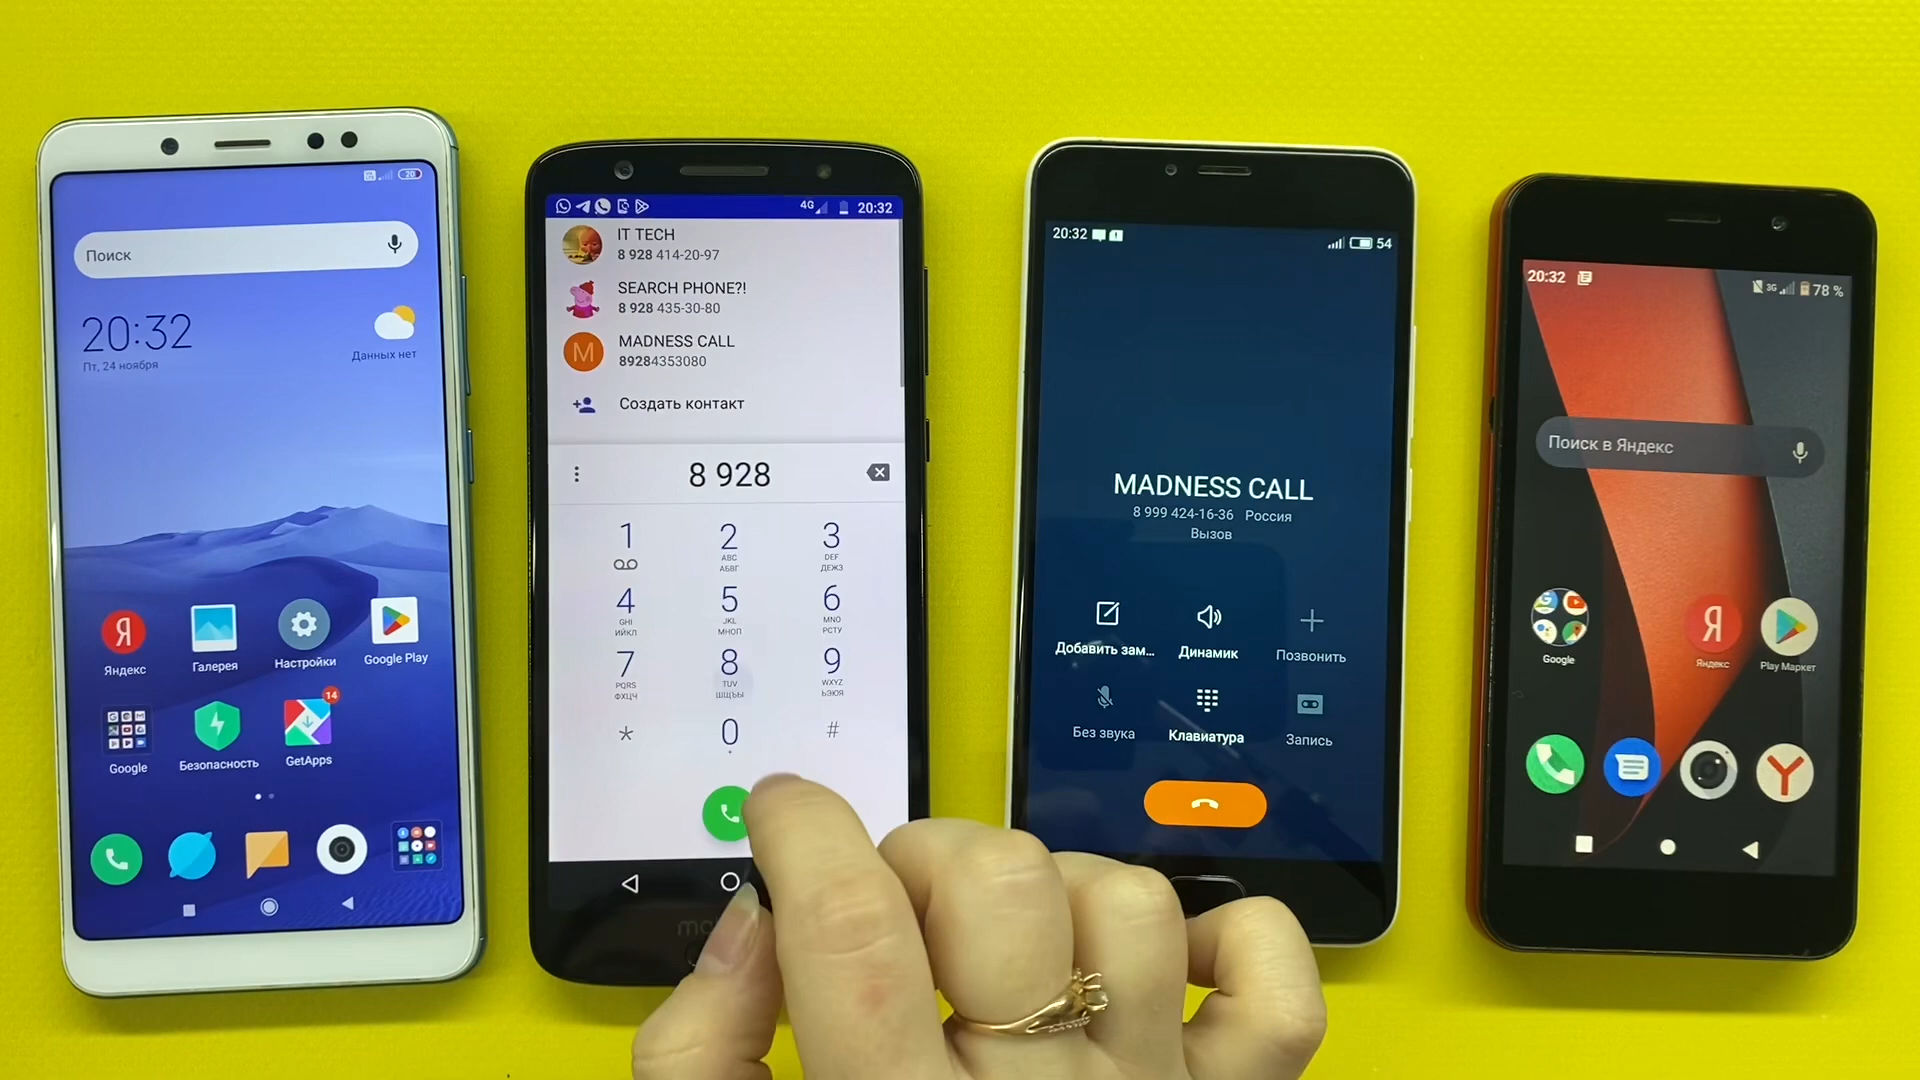 20
Поиск
20:32
Пт, 24 ноября
Данных нет
Яндекс
Галерея
Настройки
Google Play
14
Google
Безопасность
GetApps
4G
20:32
IT TECH
8 928 414-20-97
SEARCH PHONE?!
8 928 435-30-80
M
MADNESS CALL
89284353080
Создать контакт
8 928
1
2
ABC
АБВГ
3
DEF
ДЕЖЗ
4
GHI
ИЙКЛ
5
JKL
МНОП
6
MNO
РСТУ
7
PQRS
ФХЦЧ
8
TUV
ШЩЪЫ
9
WXYZ
ЬЭЮЯ
*
0
+
#
20:32
54
MADNESS CALL
8 999 424-16-36 Россия
Вызов
Добавить зам...
Динамик
Позвонить
Без звука
Клавиатура
Запись
20:32
3G
78 %
Поиск в Яндекс
Google
Я
Яндекс
Play Маркет